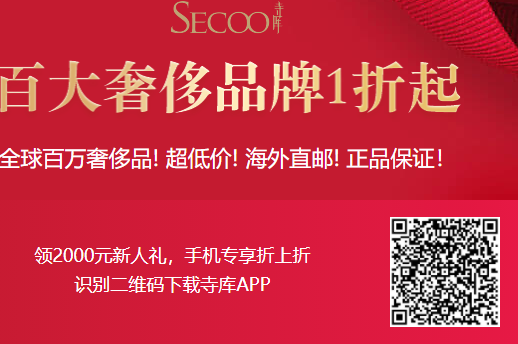 SECOO寺库
百大奢侈品牌1折起
全球百万奢侈品! 超低价! 海外直邮! 正品保证!
领2000元新人礼，手机专享折上折
识别二维码下载寺库APP